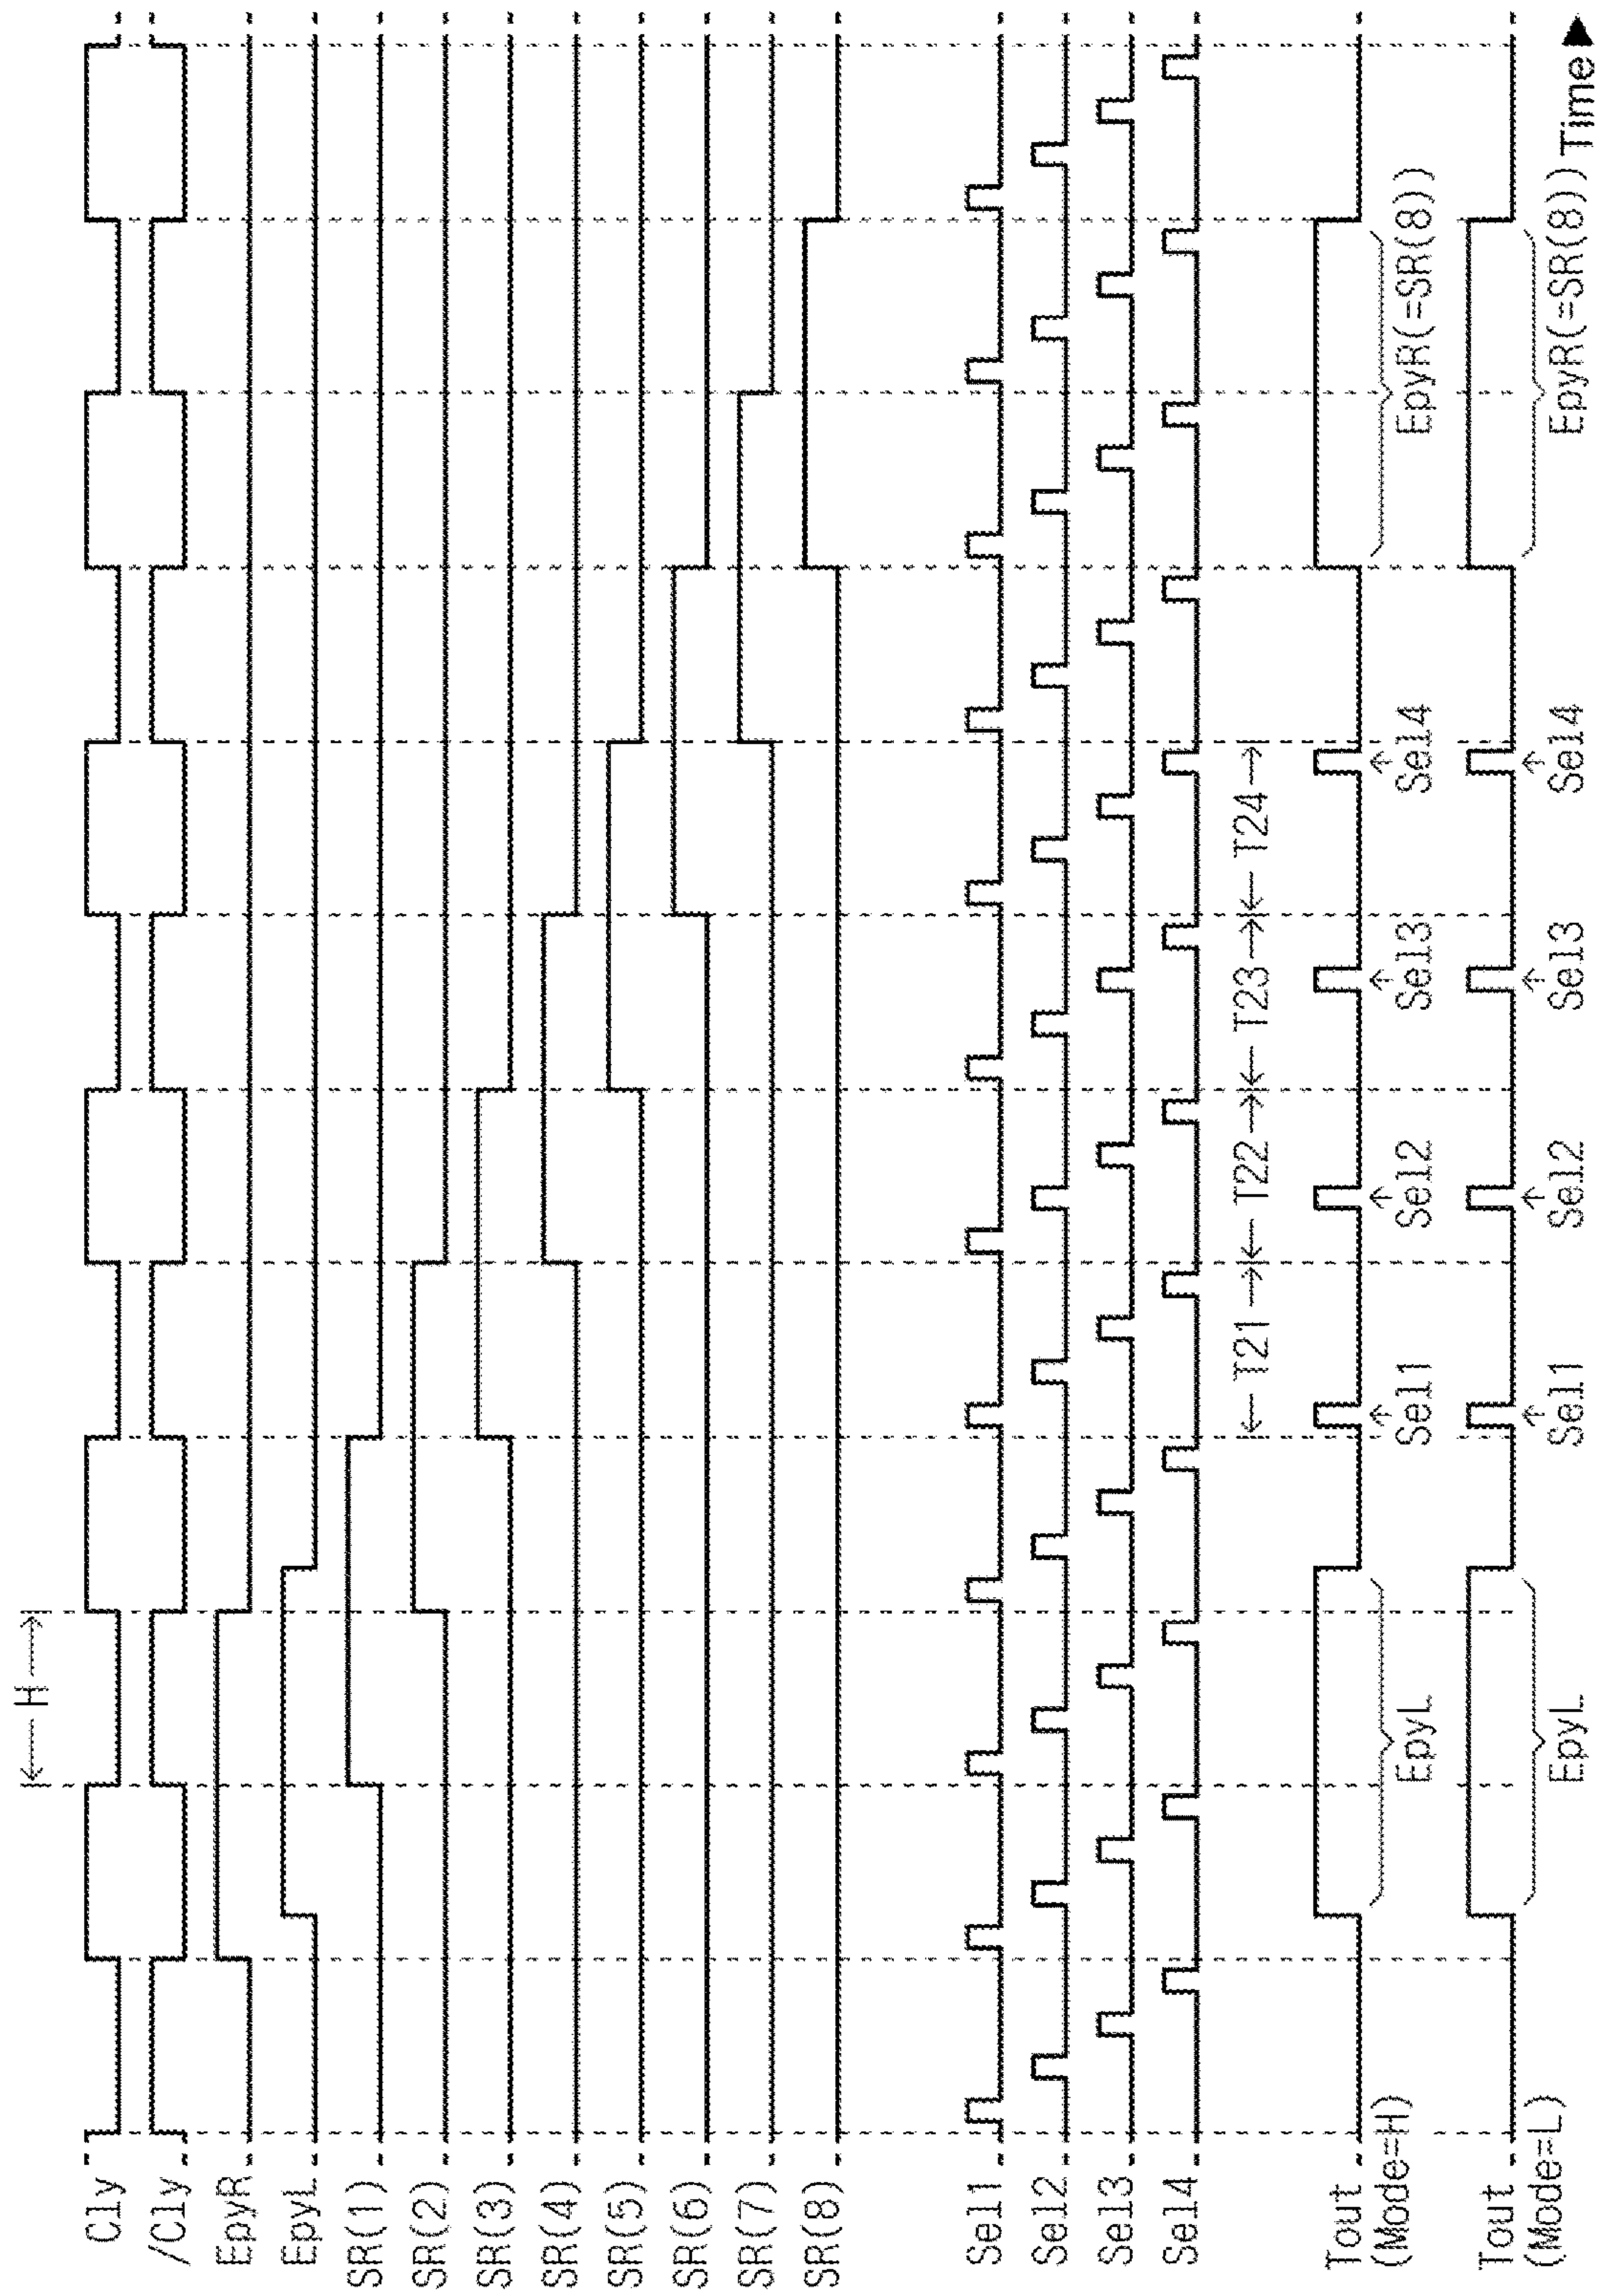 H
Cly
/Cly
EpyR
EpyL
SR(1)
SR(2)
SR(3)
SR(4)
SR(5)
SR(6)
SR(7)
SR(8)
Sel1
Sel2
Sel3
Sel4
T21 T22 T23 T24
Tout
(Mode=H)
EpyL Sel1 Sel2 Sel3 Sel4 EpyR(=SR(8))
Tout
(Mode=L)
EpyL Sel1 Sel2 Sel3 Sel4 EpyR(=SR(8))
Time